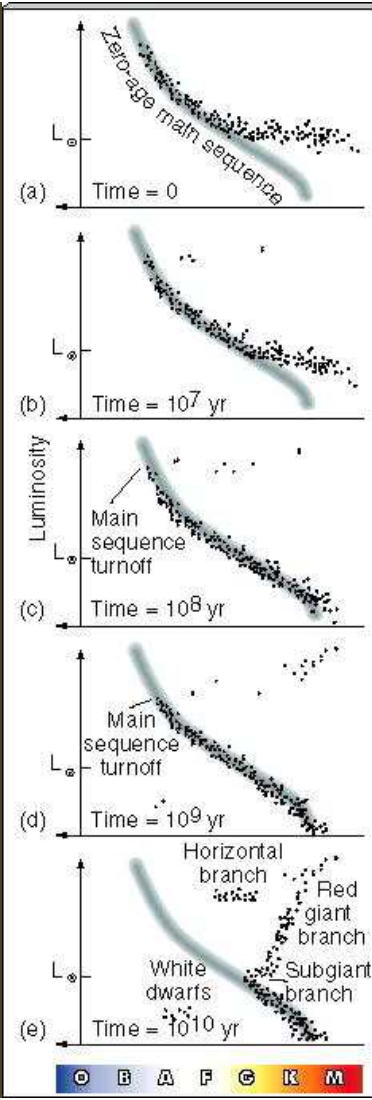 Zero-age main sequence
L⊙
(a) Time = 0
L⊙
(b) Time = 10⁷ yr
Luminosity
Main
sequence
turnoff
L⊙
(c) Time = 10⁸ yr
Main
sequence
turnoff
L⊙
(d) Time = 10⁹ yr
Horizontal
branch
Red
giant
branch
L⊙
White
dwarfs
Subgiant
branch
(e) Time = 10¹⁰ yr
O B A F G K M